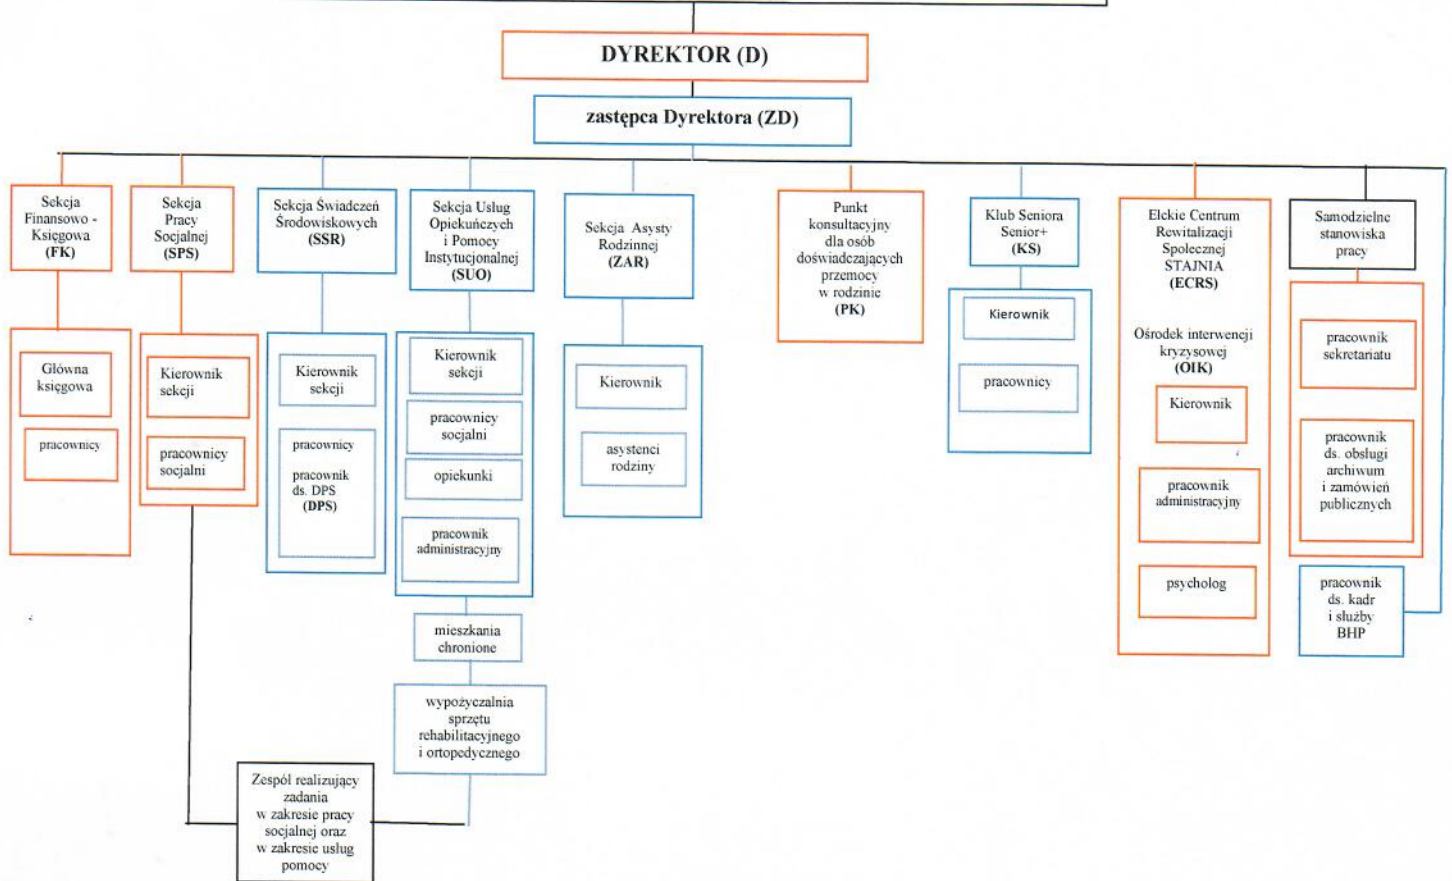 DYREKTOR (D)
zastępca Dyrektora (ZD)
Sekcja
Finansowo -
Księgowa
(FK)
Główna
księgowa
pracownicy
Sekcja
Pracy
Socjalnej
(SPS)
Kierownik
sekcji
pracownicy
socjalni
Sekcja Świadczeń
Środowiskowych
(SSR)
Kierownik
sekcji
pracownicy
pracownik
ds. DPS
(DPS)
Sekcja Usług
Opiekuńczych
i Pomocy
Instytucjonalnej
(SUO)
Kierownik
sekcji
pracownicy
socjalni
opiekunki
pracownik
administracyjny
mieszkania
chronione
wypożyczalnia
sprzętu
rehabilitacyjnego
i ortopedycznego
Zespół realizujący
zadania
w zakresie pracy
socjalnej oraz
w zakresie usług
pomocy
Sekcja Asysty
Rodzinnej
(ZAR)
Kierownik
asystenci
rodziny
Punkt
konsultacyjny
dla osób
doświadczających
przemocy
w rodzinie
(PK)
Klub Seniora
Senior+
(KS)
Kierownik
pracownicy
Ełckie Centrum
Rewitalizacji
Społecznej
STAJNIA
(ECRS)
Ośrodek interwencji
kryzysowej
(OIK)
Kierownik
pracownik
administracyjny
psycholog
Samodzielne
stanowiska
pracy
pracownik
sekretariatu
pracownik
ds. obsługi
archiwum
i zamówień
publicznych
pracownik
ds. kadr
i służby
BHP